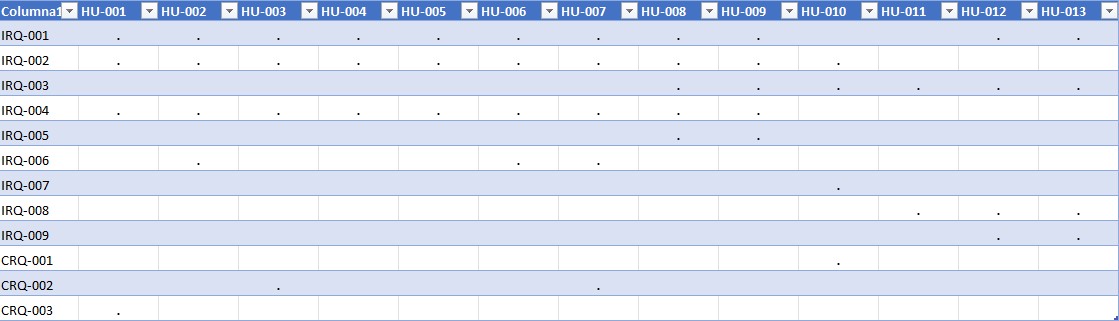 Columna1 HU-001 HU-002 HU-003 HU-004 HU-005 HU-006 HU-007 HU-008 HU-009 HU-010 HU-011 HU-012 HU-013
IRQ-001 . . . . . . . . . . .
IRQ-002 . . . . . . . . . .
IRQ-003 . . . . . .
IRQ-004 . . . . . . . . .
IRQ-005 . .
IRQ-006 . . .
IRQ-007 .
IRQ-008 . . .
IRQ-009 . .
CRQ-001 .
CRQ-002 . .
CRQ-003 .